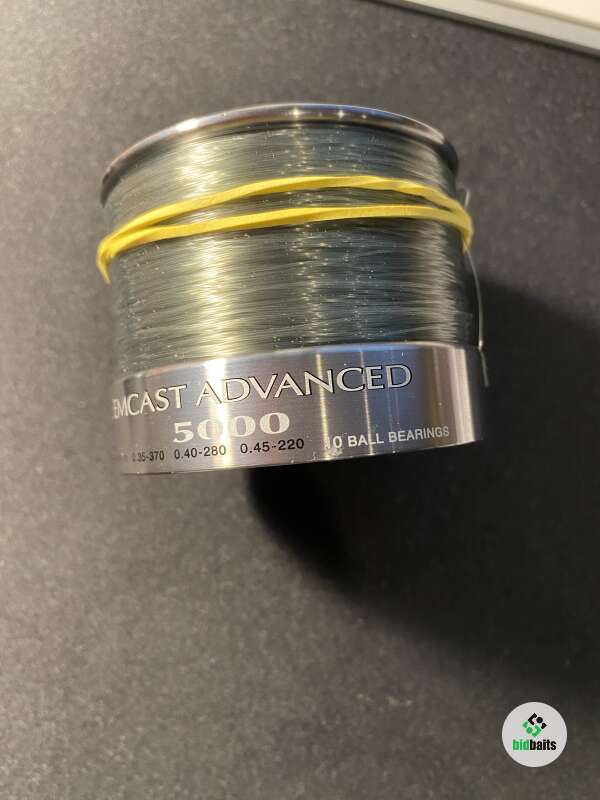 EMCAST ADVANCED
5000
0.35-370 0.40-280 0.45-220 10 BALL BEARINGS
bidbaits